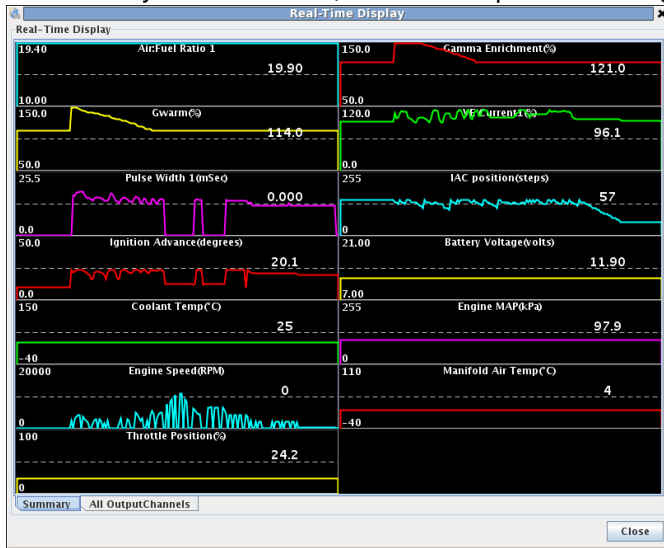 Real-Time Display
Real-Time Display
19.40
Air:Fuel Ratio 1
19.90
10.00
150.0
Gamma Enrichment(%)
121.0
50.0
150.0
Gwarm(%)
114.0
50.0
120.0
VE Current1(%)
96.1
0.0
25.5
Pulse Width 1(mSec)
0.000
0.0
255
IAC position(steps)
57
0
50.0
Ignition Advance(degrees)
20.1
0.0
21.00
Battery Voltage(volts)
11.90
7.00
150
Coolant Temp(°C)
25
-40
255
Engine MAP(kPa)
97.9
0
20000
Engine Speed(RPM)
0
0
110
Manifold Air Temp(°C)
4
-40
100
Throttle Position(%)
24.2
0
Summary
All OutputChannels
Close